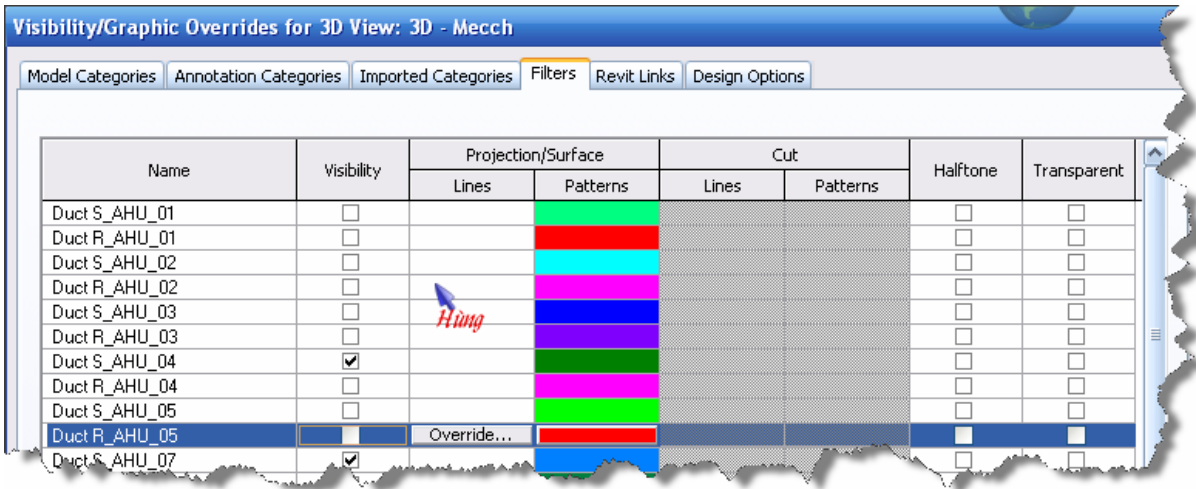 Visibility/Graphic Overrides for 3D View: 3D - Mecch
Model Categories Annotation Categories Imported Categories Filters Revit Links Design Options
Name Visibility Projection/Surface Cut Halftone Transparent
Lines Patterns Lines Patterns
Duct S_AHU_01
Duct R_AHU_01
Duct S_AHU_02
Duct R_AHU_02
Duct S_AHU_03
Hùng
Duct R_AHU_03
Duct S_AHU_04
Duct R_AHU_04
Duct S_AHU_05
Duct R_AHU_05 Override...
Duct S_AHU_07